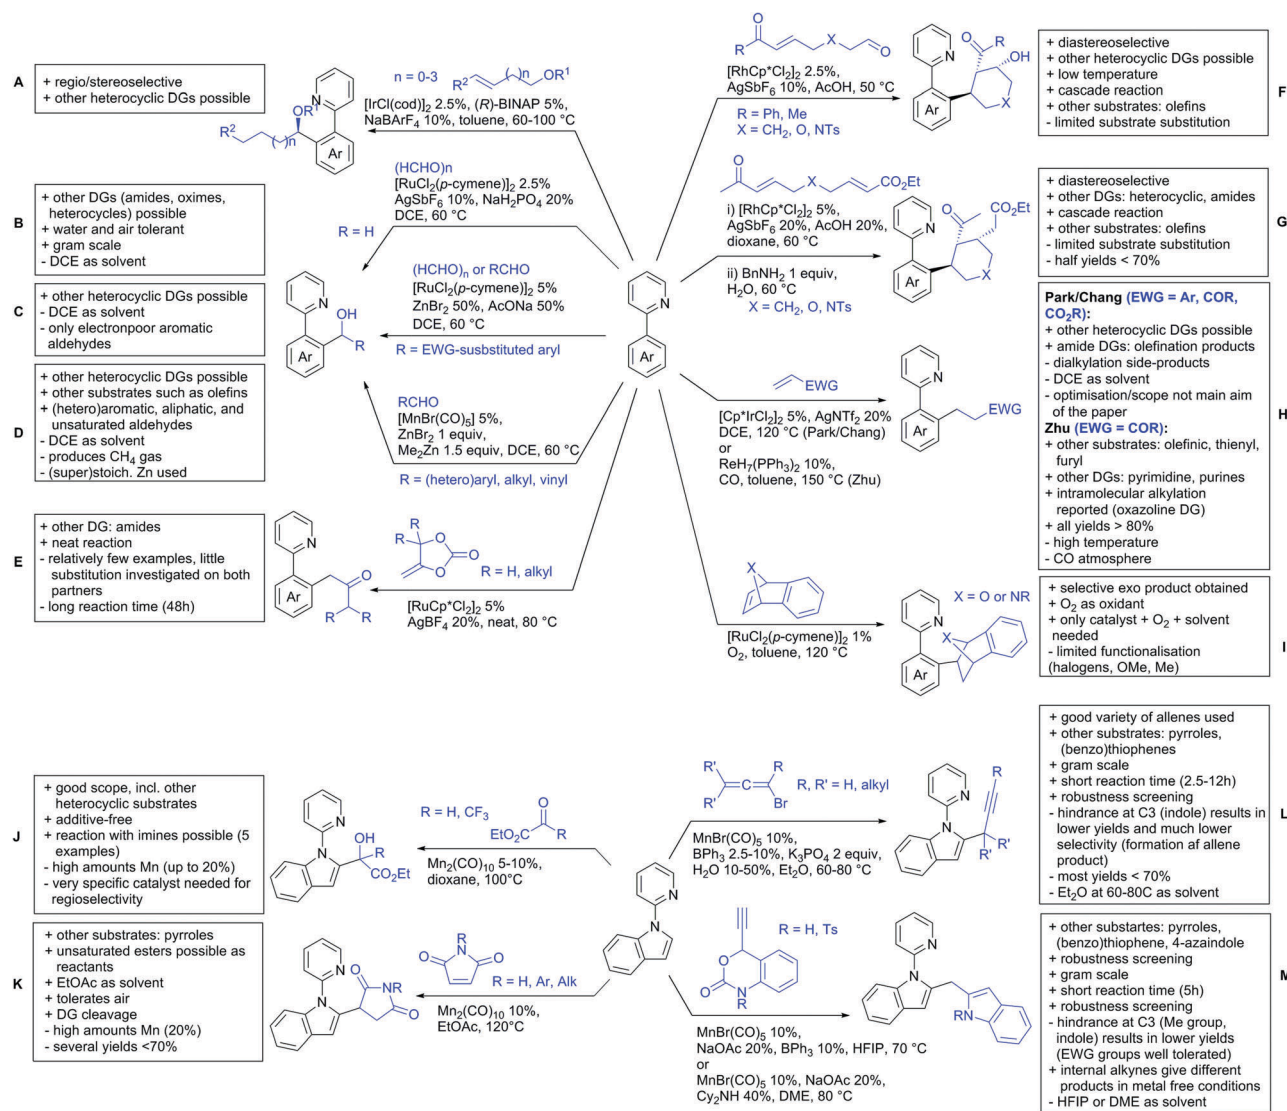 A
+ regio/stereoselective
+ other heterocyclic DGs possible
n = 0-3
R2
n
OR1
[IrCl(cod)]2 2.5%, (R)-BINAP 5%,
NaBArF4 10%, toluene, 60-100 °C
N
OR1
R2
n
Ar
B
+ other DGs (amides, oximes,
heterocycles) possible
+ water and air tolerant
+ gram scale
- DCE as solvent
(HCHO)n
[RuCl2(p-cymene)]2 2.5%
AgSbF6 10%, NaH2PO4 20%
DCE, 60 °C
R = H
C
+ other heterocyclic DGs possible
- DCE as solvent
- only electronpoor aromatic
aldehydes
N
OH
R
Ar
(HCHO)n or RCHO
[RuCl2(p-cymene)]2 5%
ZnBr2 50%, AcONa 50%
DCE, 60 °C
R = EWG-susbstituted aryl
N
Ar
D
+ other heterocyclic DGs possible
+ other substrates such as olefins
+ (hetero)aromatic, aliphatic, and
unsaturated aldehydes
- DCE as solvent
- produces CH4 gas
- (super)stoich. Zn used
RCHO
[MnBr(CO)5] 5%,
ZnBr2 1 equiv,
Me2Zn 1.5 equiv, DCE, 60 °C
R = (hetero)aryl, alkyl, vinyl
E
+ other DG: amides
+ neat reaction
- relatively few examples, little
substitution investigated on both
partners
- long reaction time (48h)
N
O
Ar
R R
R
R
O
O
O
R = H, alkyl
[RuCp*Cl2]2 5%
AgBF4 20%, neat, 80 °C
O
R
X
O
[RhCp*Cl2]2 2.5%,
AgSbF6 10%, AcOH, 50 °C
R = Ph, Me
X = CH2, O, NTs
N
O
R
OH
X
Ar
+ diastereoselective
+ other heterocyclic DGs possible
+ low temperature
+ cascade reaction
+ other substrates: olefins
- limited substrate substitution
F
O
X
CO2Et
i) [RhCp*Cl2]2 5%,
AgSbF6 20%, AcOH 20%,
dioxane, 60 °C
ii) BnNH2 1 equiv,
H2O, 60 °C
X = CH2, O, NTs
N
O
CO2Et
X
Ar
+ diastereoselective
+ other DGs: heterocyclic, amides
+ cascade reaction
+ other substrates: olefins
- limited substrate substitution
- half yields < 70%
G
EWG
[Cp*IrCl2]2 5%, AgNTf2 20%
DCE, 120 °C (Park/Chang)
or
ReH7(PPh3)2 10%,
CO, toluene, 150 °C (Zhu)
N
EWG
Ar
Park/Chang (EWG = Ar, COR,
CO2R):
+ other heterocyclic DGs possible
+ amide DGs: olefination products
- dialkylation side-products
- DCE as solvent
- optimisation/scope not main aim
of the paper
Zhu (EWG = COR):
+ other substrates: olefinic, thienyl,
furyl
+ other DGs: pyrimidine, purines
+ intramolecular alkylation
reported (oxazoline DG)
+ all yields > 80%
- high temperature
- CO atmosphere
H
X
[RuCl2(p-cymene)]2 1%
O2, toluene, 120 °C
X = O or NR
N
X
Ar
+ selective exo product obtained
+ O2 as oxidant
+ only catalyst + O2 + solvent
needed
- limited functionalisation
(halogens, OMe, Me)
I
J
+ good scope, incl. other
heterocyclic substrates
+ additive-free
+ reaction with imines possible (5
examples)
- high amounts Mn (up to 20%)
- very specific catalyst needed for
regioselectivity
N
OH
N
R
CO2Et
R = H, CF3
O
EtO2C
R
Mn2(CO)10 5-10%,
dioxane, 100°C
K
+ other substrates: pyrroles
+ unsaturated esters possible as
reactants
+ EtOAc as solvent
+ tolerates air
+ DG cleavage
- high amounts Mn (20%)
- several yields <70%
N
O
R
N
N
O
R
O
N
O
R = H, Ar, Alk
Mn2(CO)10 10%,
EtOAc, 120°C
N
N
R'
R
R'
Br
R, R' = H, alkyl
MnBr(CO)5 10%,
BPh3 2.5-10%, K3PO4 2 equiv,
H2O 10-50%, Et2O, 60-80 °C
N
R
N
R'
R'
+ good variety of allenes used
+ other substrates: pyrroles,
(benzo)thiophenes
+ gram scale
+ short reaction time (2.5-12h)
+ robustness screening
- hindrance at C3 (indole) results in
lower yields and much lower
selectivity (formation af allene
product)
- most yields < 70%
- Et2O at 60-80C as solvent
L
R = H, Ts
O
O
N
R
MnBr(CO)5 10%,
NaOAc 20%, BPh3 10%, HFIP, 70 °C
or
MnBr(CO)5 10%, NaOAc 20%,
Cy2NH 40%, DME, 80 °C
N
N
RN
+ other substartes: pyrroles,
(benzo)thiophene, 4-azaindole
+ robustness screening
+ gram scale
+ short reaction time (5h)
+ robustness screening
- hindrance at C3 (Me group,
indole) results in lower yields
(EWG groups well tolerated)
+ internal alkynes give different
products in metal free conditions
- HFIP or DME as solvent
M